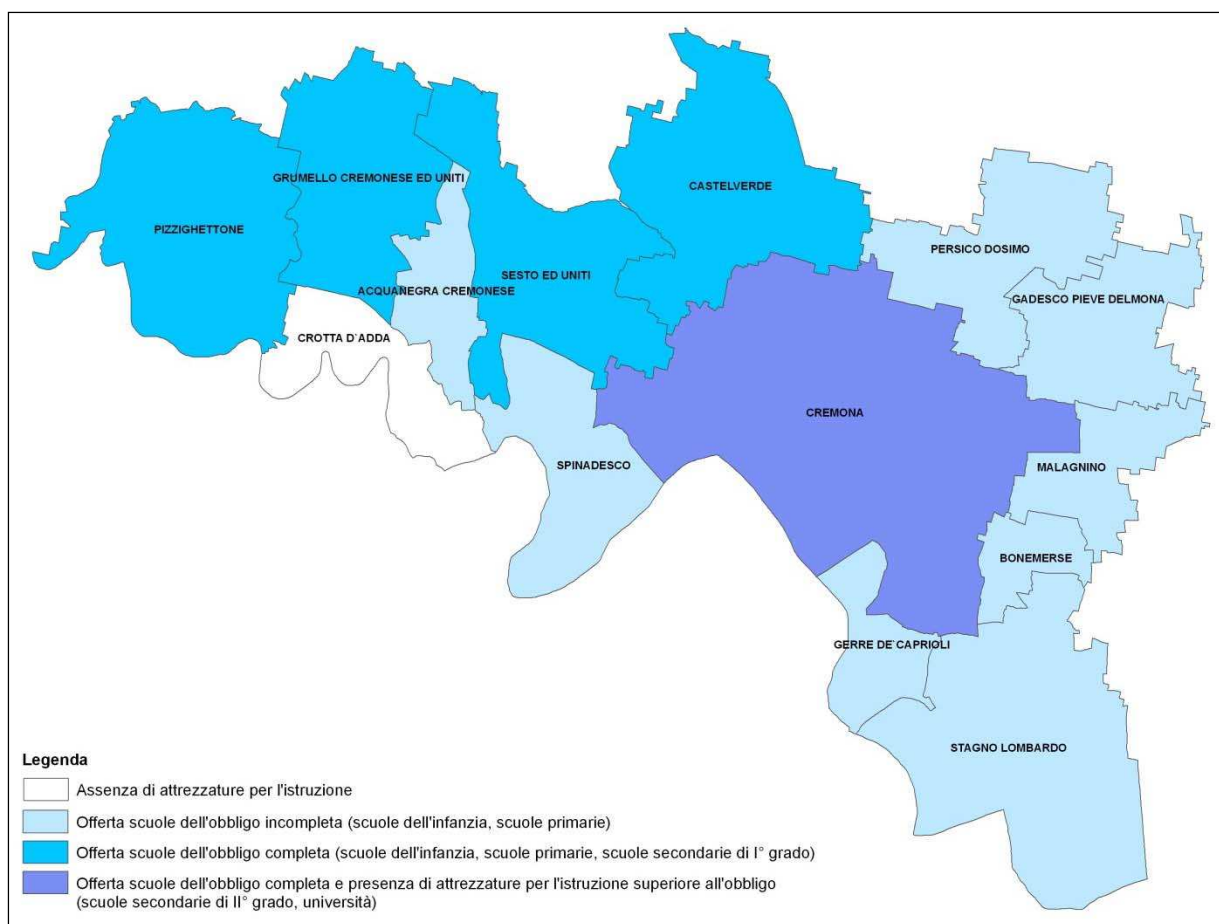 CASTELVERDE
GRUMELLO CREMONESE ED UNITI
PIZZIGHETTONE
PERSICO DOSIMO
SESTO ED UNITI
ACQUANEGRA CREMONESE
GADESCO PIEVE DELMONA
CROTTA D`ADDA
CREMONA
SPINADESCO
MALAGNINO
BONEMERSE
GERRE DE`CAPRIOLI
STAGNO LOMBARDO
Legenda
Assenza di attrezzature per l'istruzione
Offerta scuole dell'obbligo incompleta (scuole dell'infanzia, scuole primarie)
Offerta scuole dell'obbligo completa (scuole dell'infanzia, scuole primarie, scuole secondarie di I° grado)
Offerta scuole dell'obbligo completa e presenza di attrezzature per l'istruzione superiore all'obbligo
(scuole secondarie di II° grado, università)